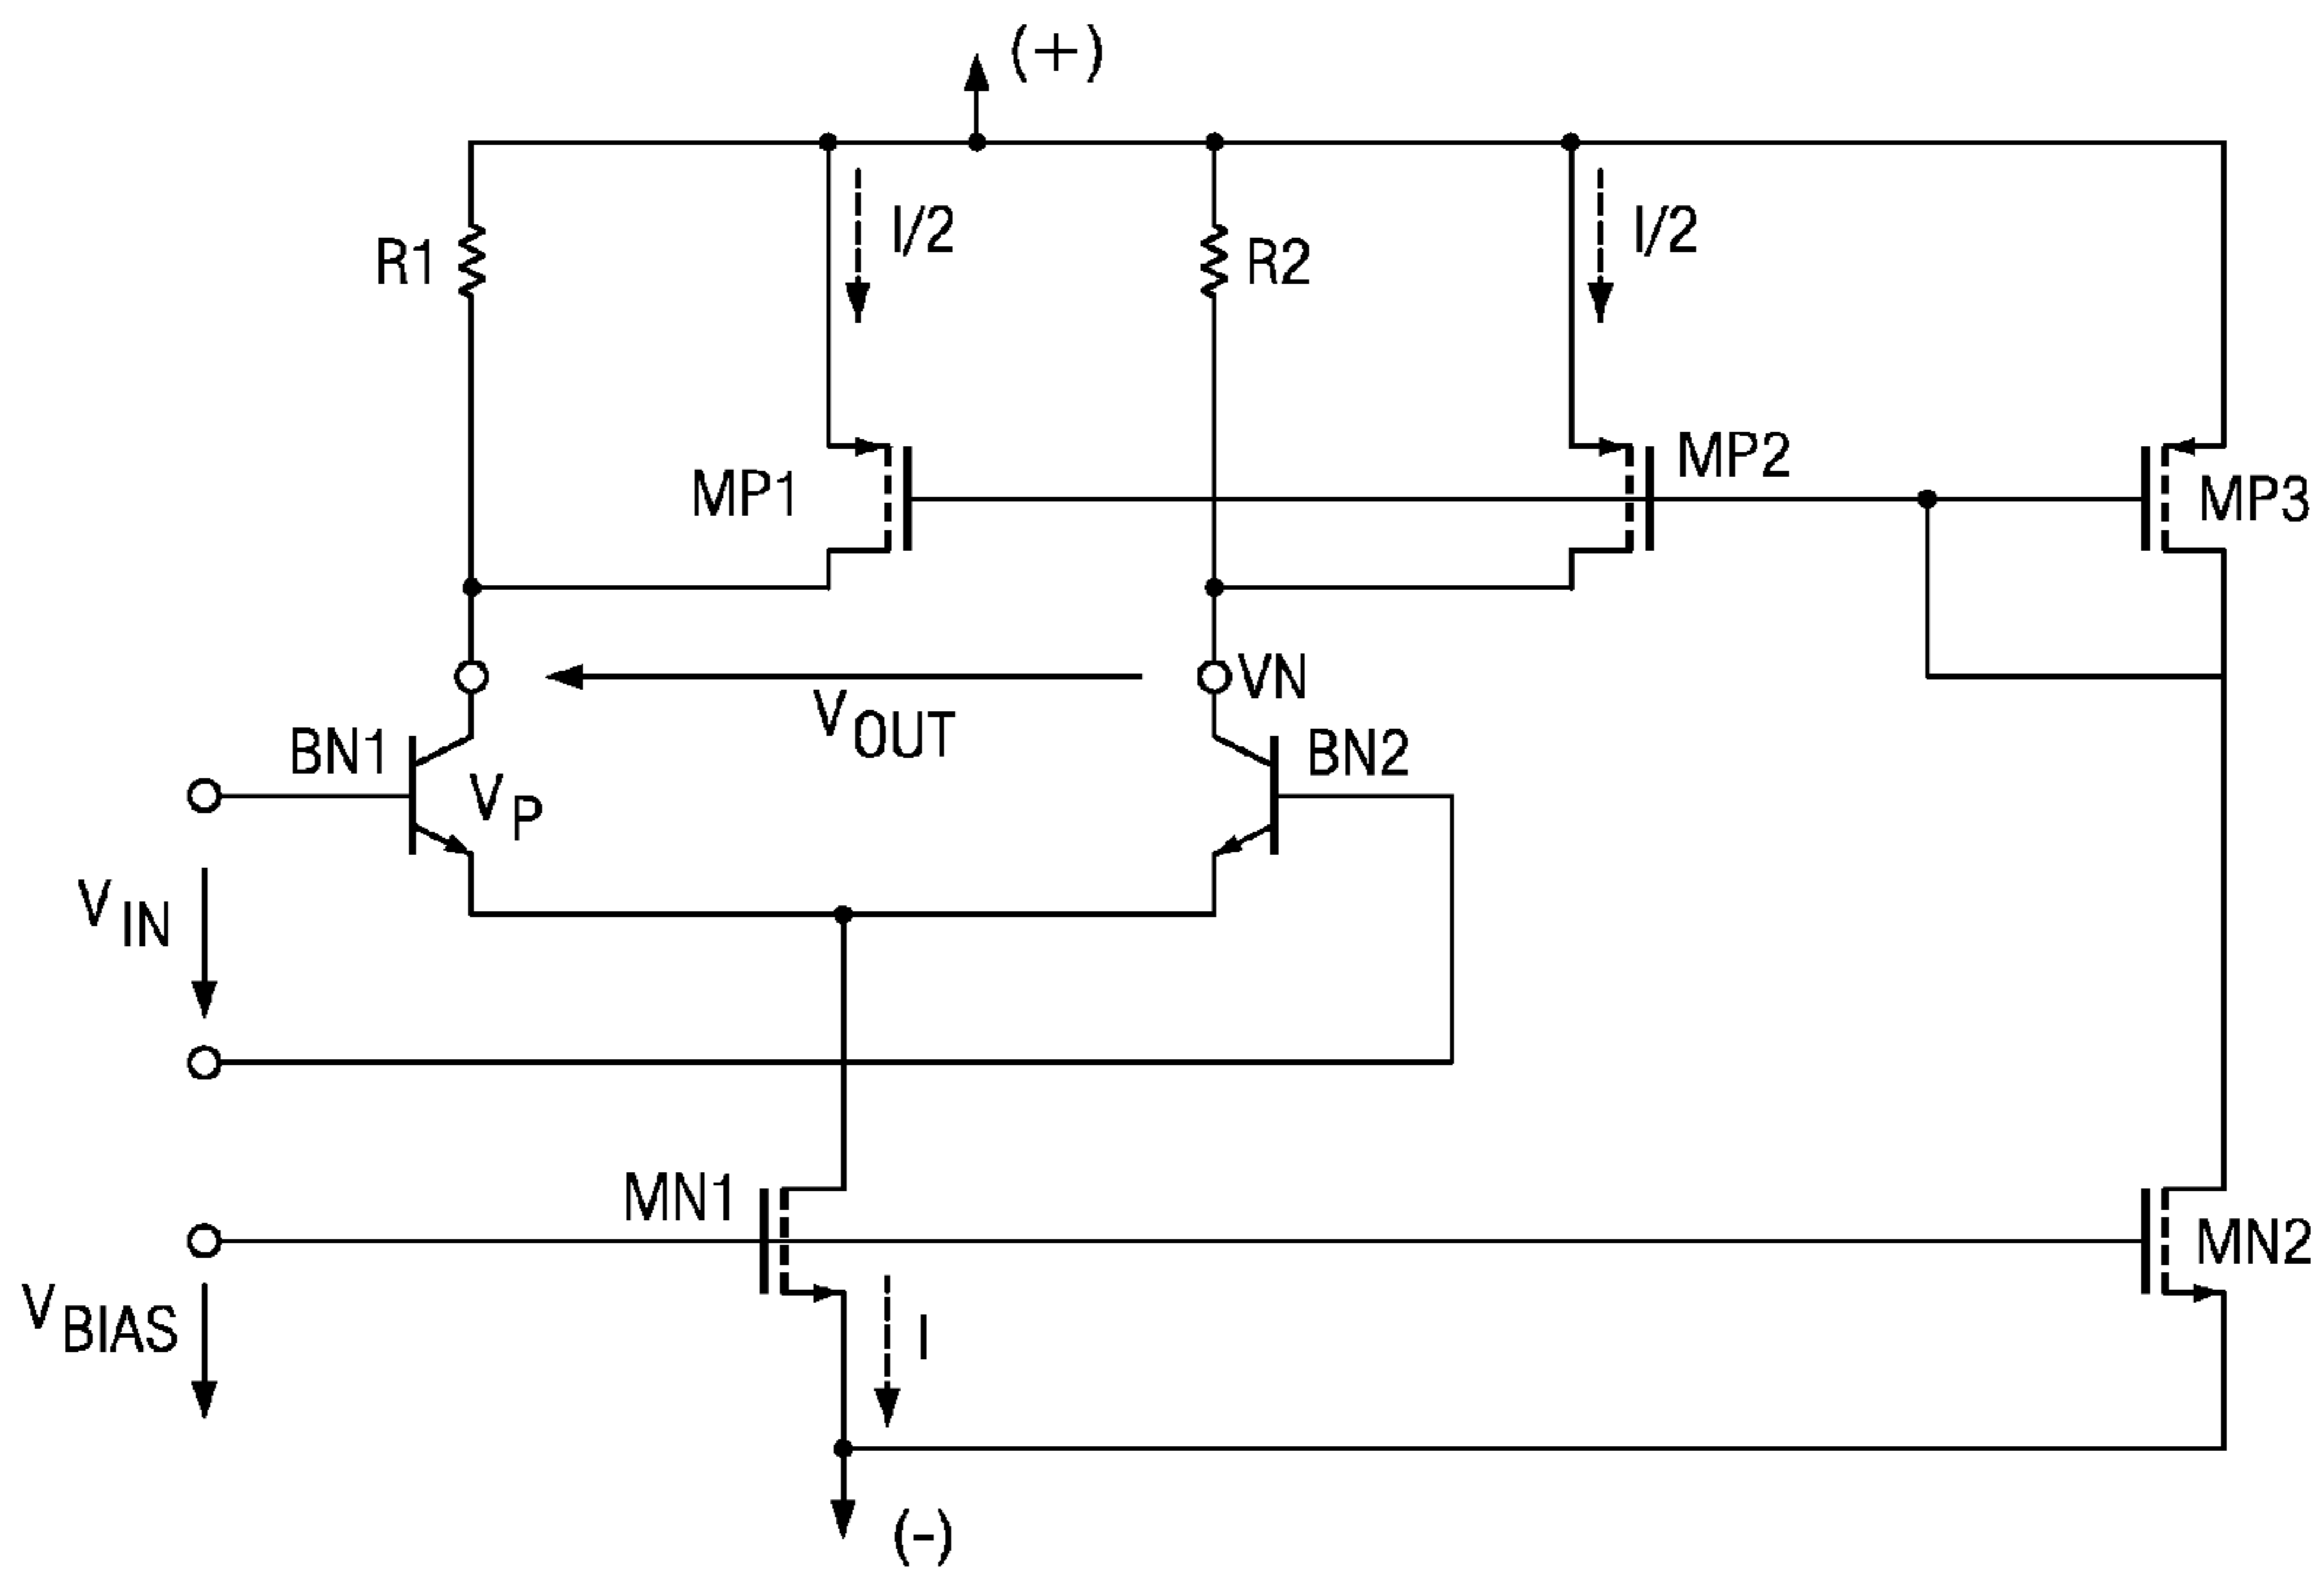 (+)
R1
I/2
R2
I/2
MP1
MP2
MP3
VOUT
VN
BN1
VP
BN2
VIN
MN1
MN2
VBIAS
I
(-)